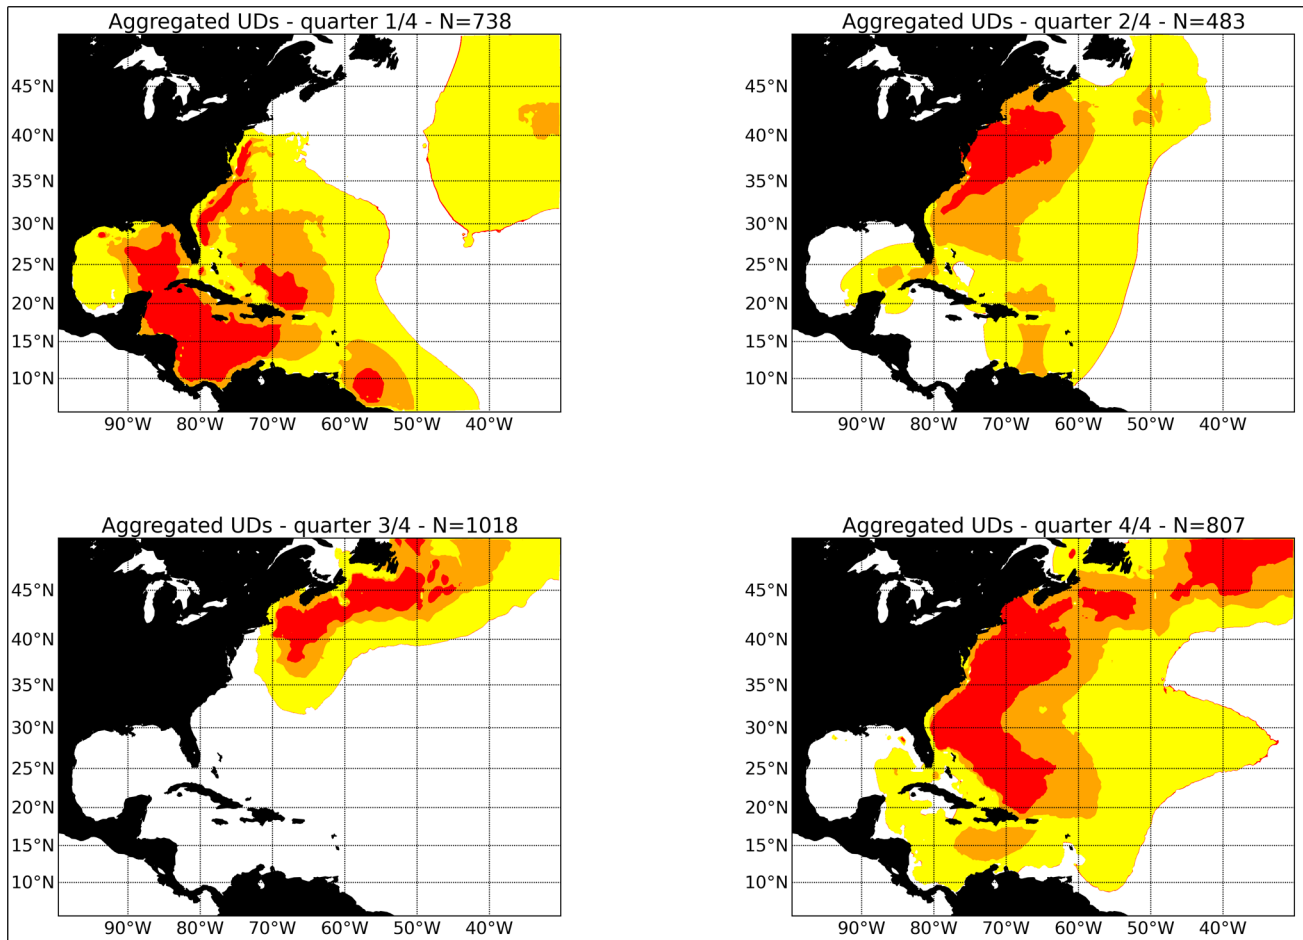 Aggregated UDs - quarter 1/4 - N=738
45°N
40°N
35°N
30°N
25°N
20°N
15°N
10°N
90°W 80°W 70°W 60°W 50°W 40°W
Aggregated UDs - quarter 2/4 - N=483
45°N
40°N
35°N
30°N
25°N
20°N
15°N
10°N
90°W 80°W 70°W 60°W 50°W 40°W
Aggregated UDs - quarter 3/4 - N=1018
45°N
40°N
35°N
30°N
25°N
20°N
15°N
10°N
90°W 80°W 70°W 60°W 50°W 40°W
Aggregated UDs - quarter 4/4 - N=807
45°N
40°N
35°N
30°N
25°N
20°N
15°N
10°N
90°W 80°W 70°W 60°W 50°W 40°W